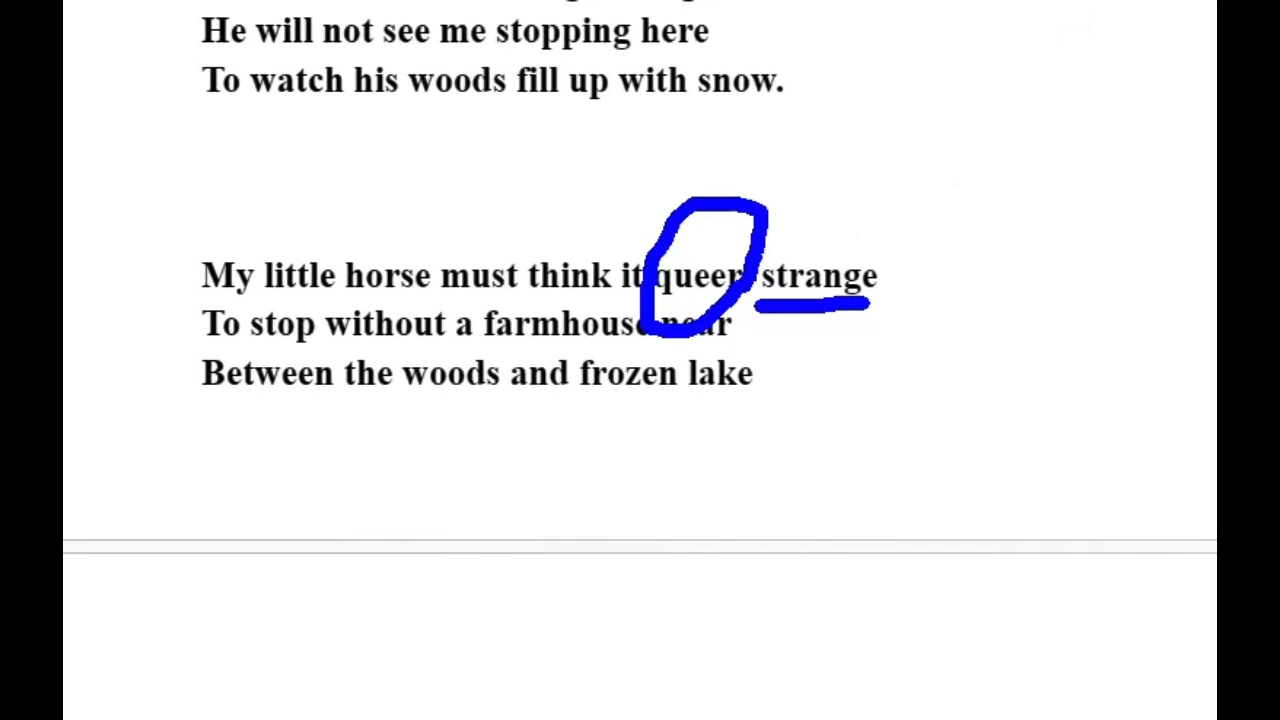 He will not see me stopping here
To watch his woods fill up with snow.
My little horse must think it queer strange
To stop without a farmhouse near
Between the woods and frozen lake